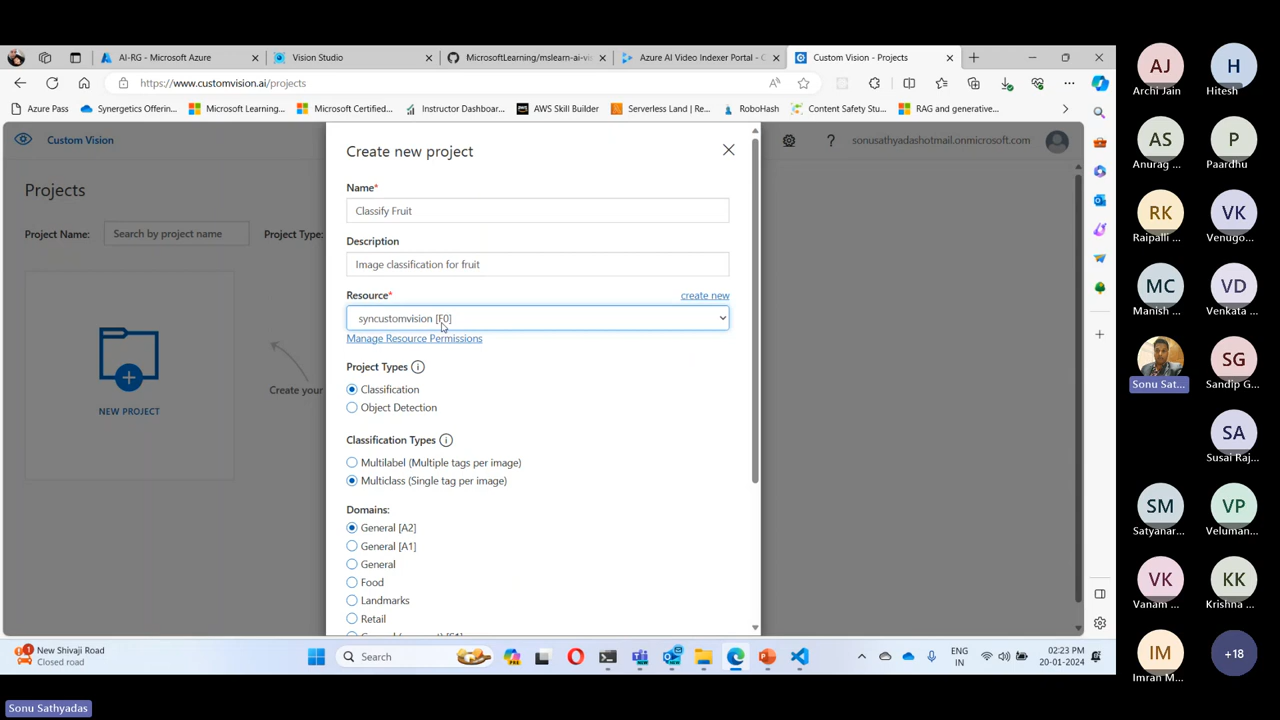 AI-RG - Microsoft Azure
Vision Studio
MicrosoftLearning/mslearn-ai-vis
Azure AI Video Indexer Portal - C
Custom Vision - Projects
https://www.customvision.ai/projects
Azure Pass
Synergetics Offering...
Microsoft Learning...
Microsoft Certified...
Instructor Dashboar...
AWS Skill Builder
Serverless Land | Re...
RoboHash
Content Safety Stu...
RAG and generative...
Custom Vision
sonusathyadashotmail.onmicrosoft.com
Projects
Project Name:
Search by project name
Project Type:
NEW PROJECT
Create your
Create new project
Name*
Classify Fruit
Description
Image classification for fruit
Resource*
create new
syncustomvision [F0]
Manage Resource Permissions
Project Types
Classification
Object Detection
Classification Types
Multilabel (Multiple tags per image)
Multiclass (Single tag per image)
Domains:
General [A2]
General [A1]
General
Food
Landmarks
Retail
New Shivaji Road
Closed road
Search
ENG
IN
02:23 PM
20-01-2024
Sonu Sathyadas
AJ
Archi Jain
H
Hitesh
AS
Anurag ...
P
Paardhu
RK
Raipalli ...
VK
Venugo...
MC
Manish ...
VD
Venkata ...
Sonu Sat...
SG
Sandip G...
SA
Susai Raj...
SM
Satyanar...
VP
Veluman...
VK
Vanam ...
KK
Krishna ...
IM
Imran M...
+18